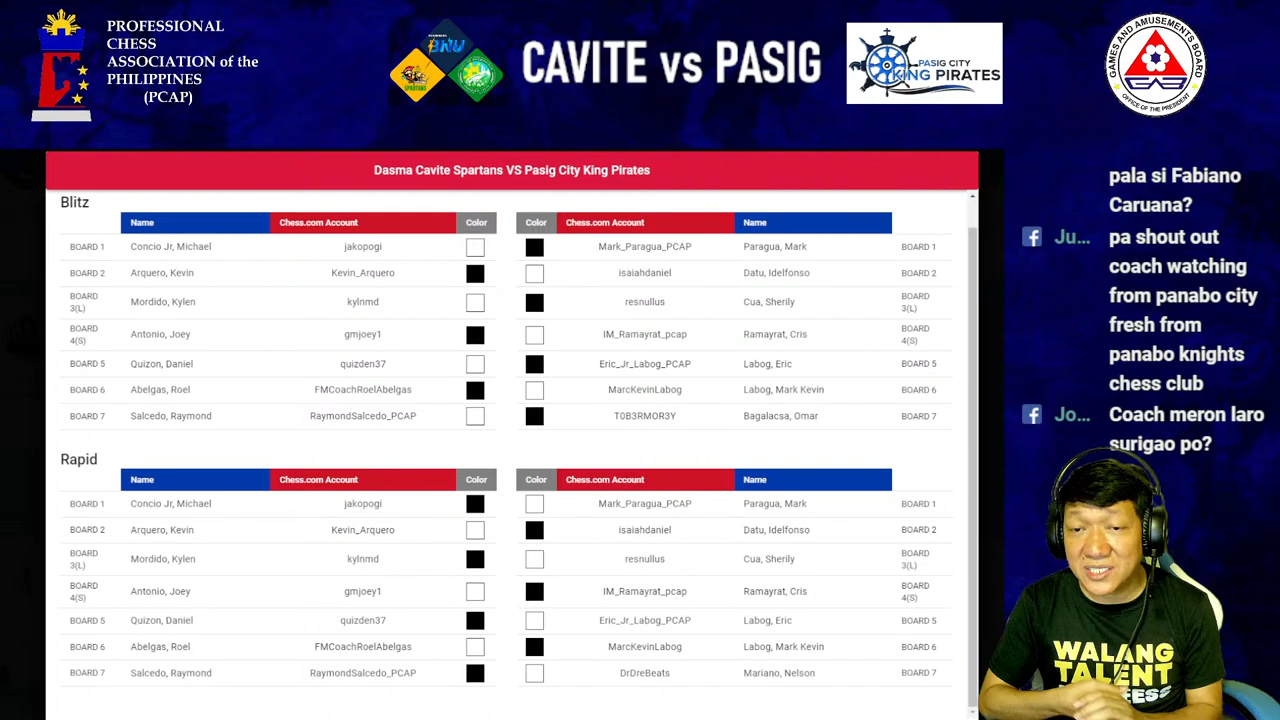 PROFESSIONAL
CHESS
ASSOCIATION of the
PHILIPPINES
(PCAP)
BNU
SPARTANS
CAVITE vs PASIG
PASIG CITY
KING PIRATES
GAMES AND AMUSEMENTS BOARD
GAB
OFFICE OF THE PRESIDENT
Dasma Cavite Spartans VS Pasig City King Pirates
Blitz
Name Chess.com Account Color Color Chess.com Account Name
BOARD 1 Concio Jr, Michael jakopogi Mark_Paragua_PCAP Paragua, Mark BOARD 1
BOARD 2 Arquero, Kevin Kevin_Arquero isaiahdaniel Datu, Idelfonso BOARD 2
BOARD 3(L) Mordido, Kylen kylnmd resnullus Cua, Sherily BOARD 3(L)
BOARD 4(S) Antonio, Joey gmjoey1 IM_Ramayrat_pcap Ramayrat, Cris BOARD 4(S)
BOARD 5 Quizon, Daniel quizden37 Eric_Jr_Labog_PCAP Labog, Eric BOARD 5
BOARD 6 Abelgas, Roel FMCoachRoelAbelgas MarcKevinLabog Labog, Mark Kevin BOARD 6
BOARD 7 Salcedo, Raymond RaymondSalcedo_PCAP T0B3RMOR3Y Bagalacsa, Omar BOARD 7
Rapid
Name Chess.com Account Color Color Chess.com Account Name
BOARD 1 Concio Jr, Michael jakopogi Mark_Paragua_PCAP Paragua, Mark BOARD 1
BOARD 2 Arquero, Kevin Kevin_Arquero isaiahdaniel Datu, Idelfonso BOARD 2
BOARD 3(L) Mordido, Kylen kylnmd resnullus Cua, Sherily BOARD 3(L)
BOARD 4(S) Antonio, Joey gmjoey1 IM_Ramayrat_pcap Ramayrat, Cris BOARD 4(S)
BOARD 5 Quizon, Daniel quizden37 Eric_Jr_Labog_PCAP Labog, Eric BOARD 5
BOARD 6 Abelgas, Roel FMCoachRoelAbelgas MarcKevinLabog Labog, Mark Kevin BOARD 6
BOARD 7 Salcedo, Raymond RaymondSalcedo_PCAP DrDreBeats Mariano, Nelson BOARD 7
pala si Fabiano
Caruana?
Ju... pa shout out
coach watching
from panabo city
fresh from
panabo knights
chess club
Jo... Coach meron laro
surigao po?
WALANG
TALENT